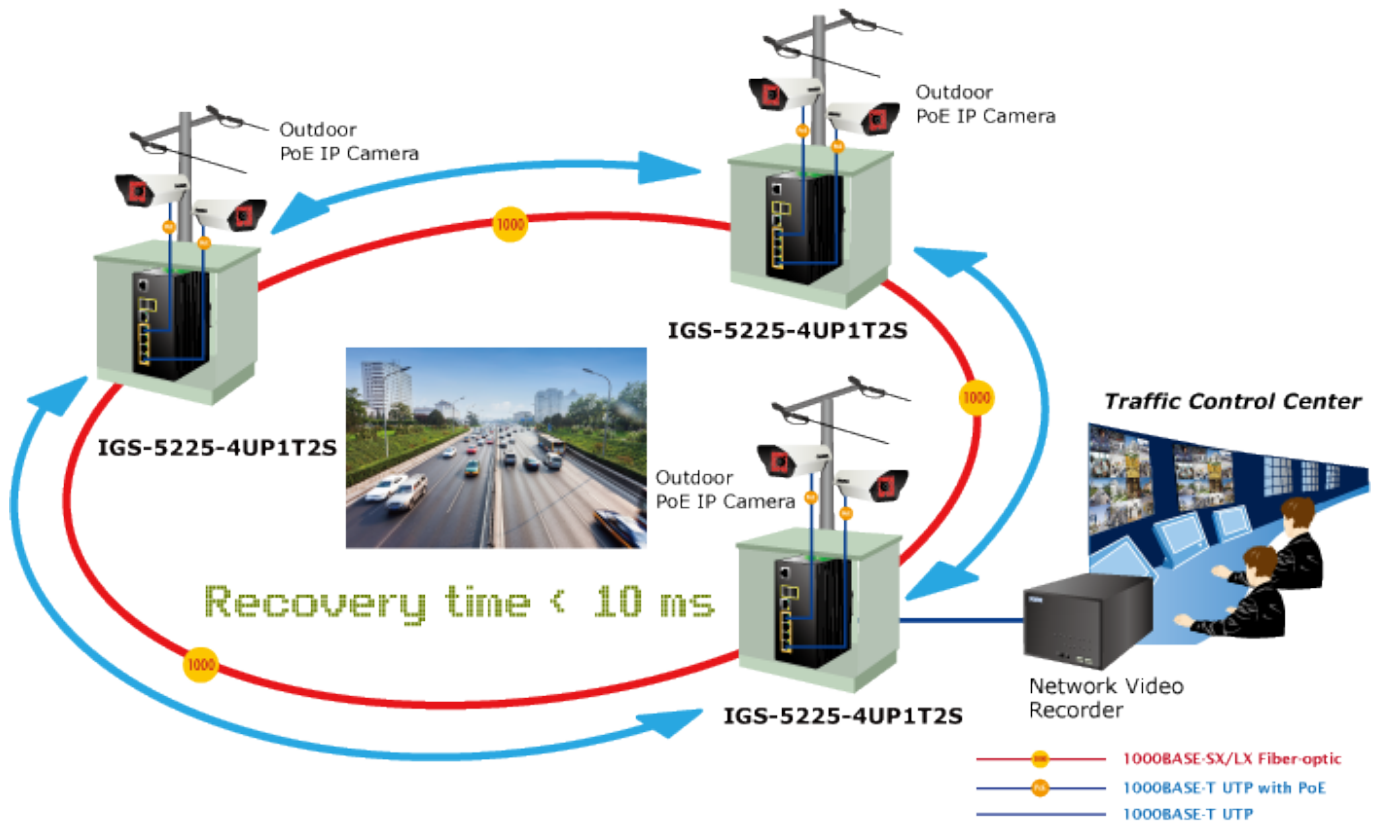 Outdoor
PoE IP Camera
Outdoor
PoE IP Camera
1000
IGS-5225-4UP1T2S
1000
Traffic Control Center
IGS-5225-4UP1T2S
Outdoor
PoE IP Camera
Recovery time < 10 ms
1000
Network Video
Recorder
IGS-5225-4UP1T2S
1000BASE-SX/LX Fiber-optic
PoE
1000BASE-T UTP with PoE
1000BASE-T UTP